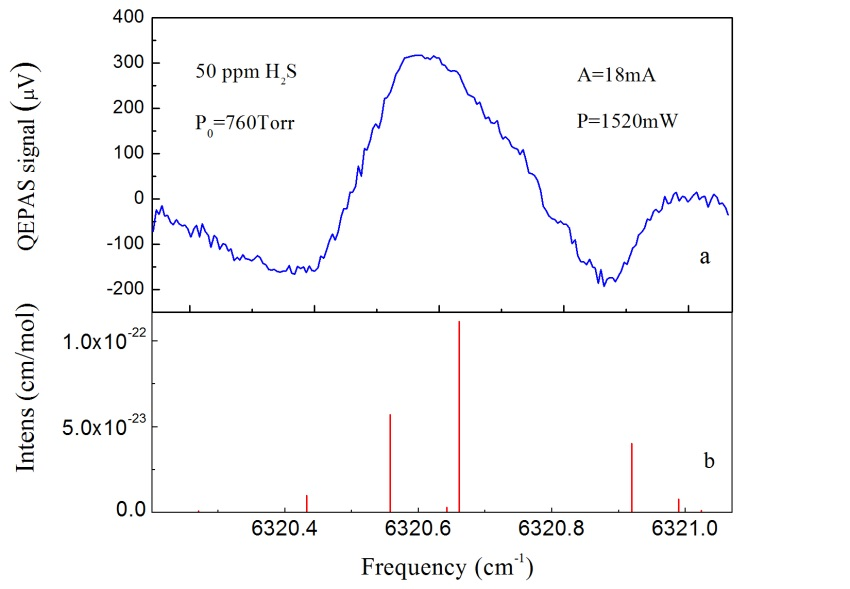 400
300
200
100
0
-100
-200
QEPAS signal (μV)
50 ppm H₂S
P₀=760Torr
A=18mA
P=1520mW
a
1.0x10⁻²²
5.0x10⁻²³
0.0
Intens (cm/mol)
b
6320.4 6320.6 6320.8 6321.0
Frequency (cm⁻¹)